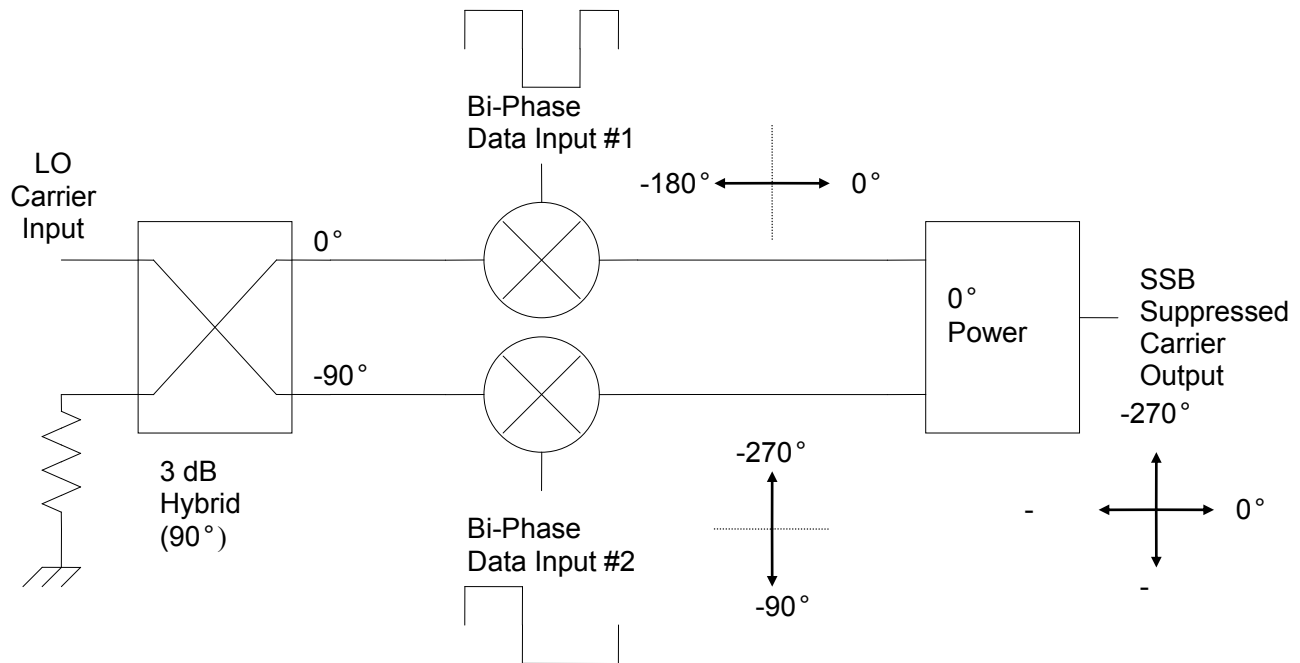 Bi-Phase
Data Input #1
LO
Carrier
Input
-180°
0°
0°
-90°
0°
Power
SSB
Suppressed
Carrier
Output
-270°
3 dB
Hybrid
(90°)
Bi-Phase
Data Input #2
-270°
-90°
-
0°
-